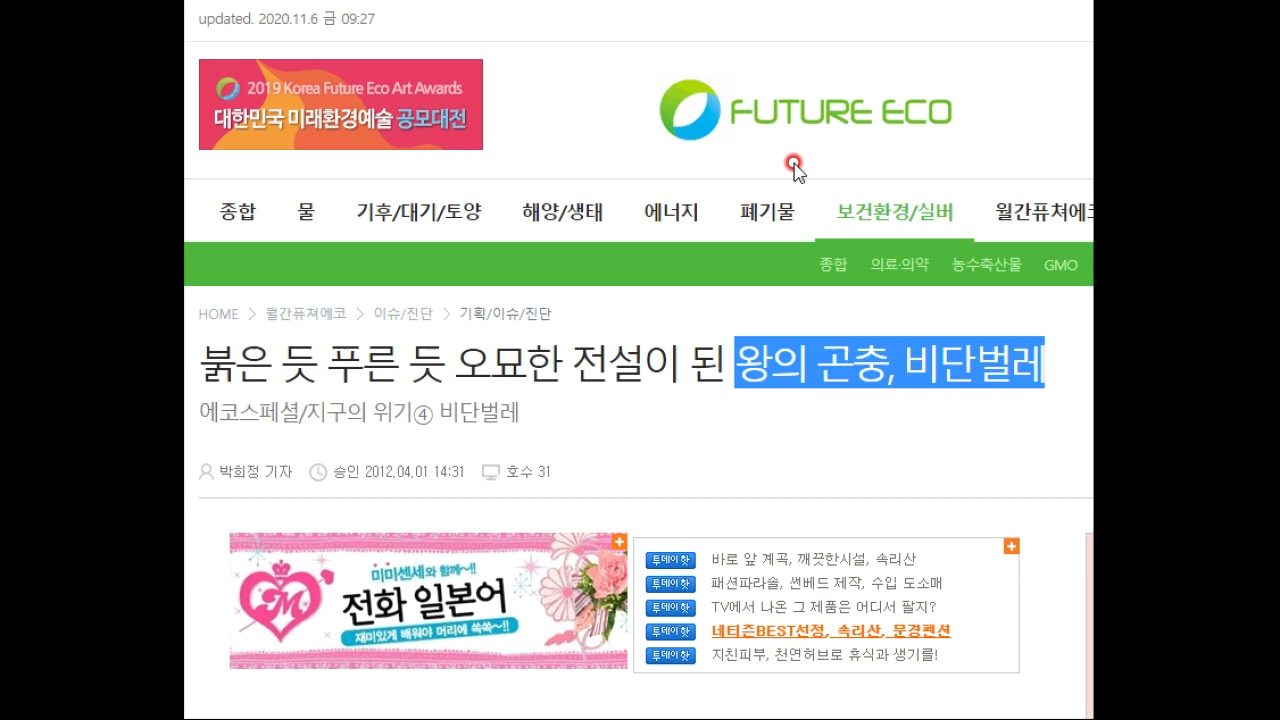 updated. 2020.11.6 금 09:27
2019 Korea Future Eco Art Awards
대한민국 미래환경예술 공모대전
FUTURE ECO
종합 물 기후/대기/토양 해양/생태 에너지 폐기물 보건환경/실버 월간퓨쳐에코
종합 의료·의약 농수축산물 GMO
HOME > 월간퓨쳐에코 > 이슈/진단 > 기획/이슈/진단
붉은 듯 푸른 듯 오묘한 전설이 된 왕의 곤충, 비단벌레
에코스페셜/지구의 위기④ 비단벌레
박희정 기자 승인 2012.04.01 14:31 호수 31
M
미미센세와 함께~!!
전화 일본어
재미있게 배워야 머리에 쏙쏙~!!
투데이핫 바로 앞 계곡, 깨끗한시설, 속리산
투데이핫 패션파라솔, 썬베드 제작, 수입 도소매
투데이핫 TV에서 나온 그 제품은 어디서 팔지?
투데이핫 네티즌BEST선정, 속리산, 문경펜션
투데이핫 지친피부, 천연허브로 휴식과 생기를!